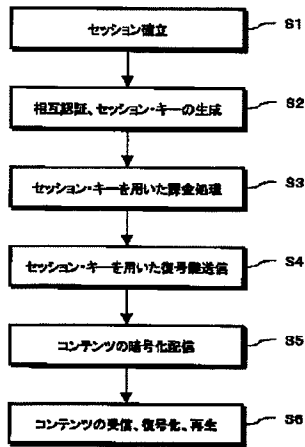 セッション確立
S1
相互認証、セッション・キーの生成
S2
セッション・キーを用いた課金処理
S3
セッション・キーを用いた復号鍵送信
S4
コンテンツの暗号化配信
S5
コンテンツの受信、復号化、再生
S6